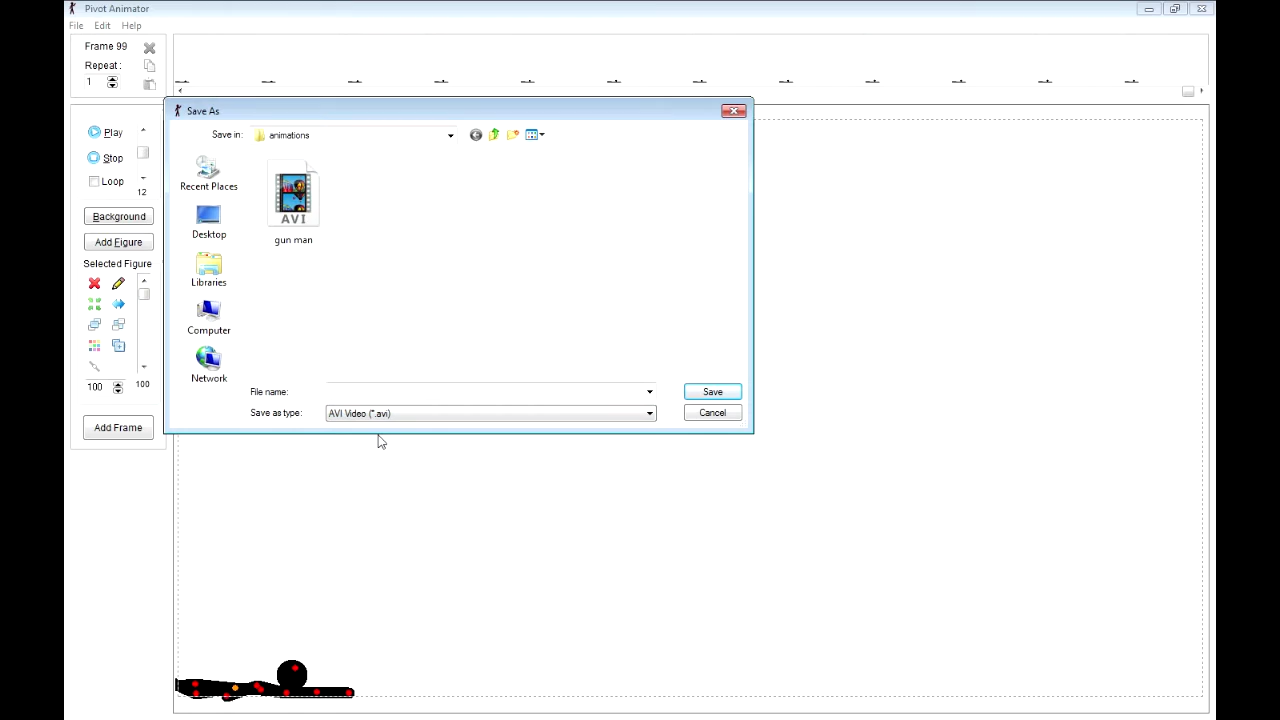 Pivot Animator
File Edit Help
Frame 99
Repeat:
1
Save As
Save in: animations
Play
Stop
Loop
12
Recent Places
AVI
gun man
Background
Desktop
Add Figure
Selected Figure
Libraries
Computer
Network
100 100
File name: Save
Save as type: AVI Video (*.avi) Cancel
Add Frame